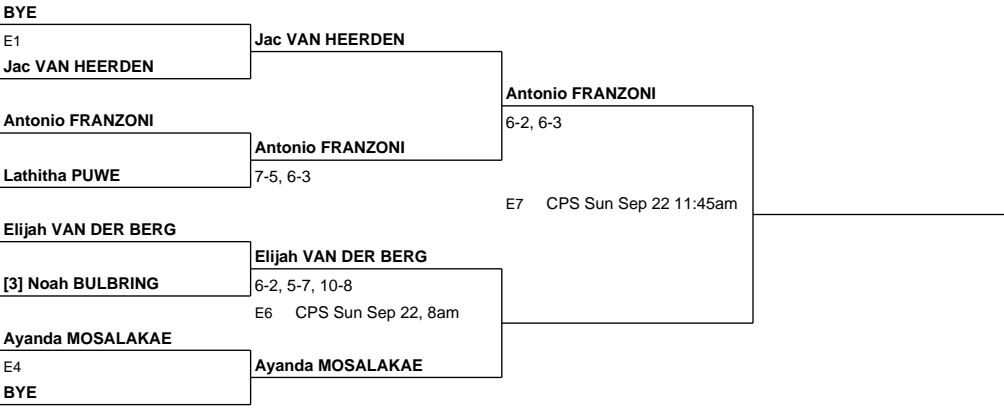 BYE
E1
Jac VAN HEERDEN
Jac VAN HEERDEN
Antonio FRANZONI
6-2, 6-3
Antonio FRANZONI
Antonio FRANZONI
Lathitha PUWE
7-5, 6-3
E7 CPS Sun Sep 22 11:45am
Elijah VAN DER BERG
Elijah VAN DER BERG
[3] Noah BULBRING
6-2, 5-7, 10-8
E6 CPS Sun Sep 22, 8am
Ayanda MOSALAKAE
E4
Ayanda MOSALAKAE
BYE